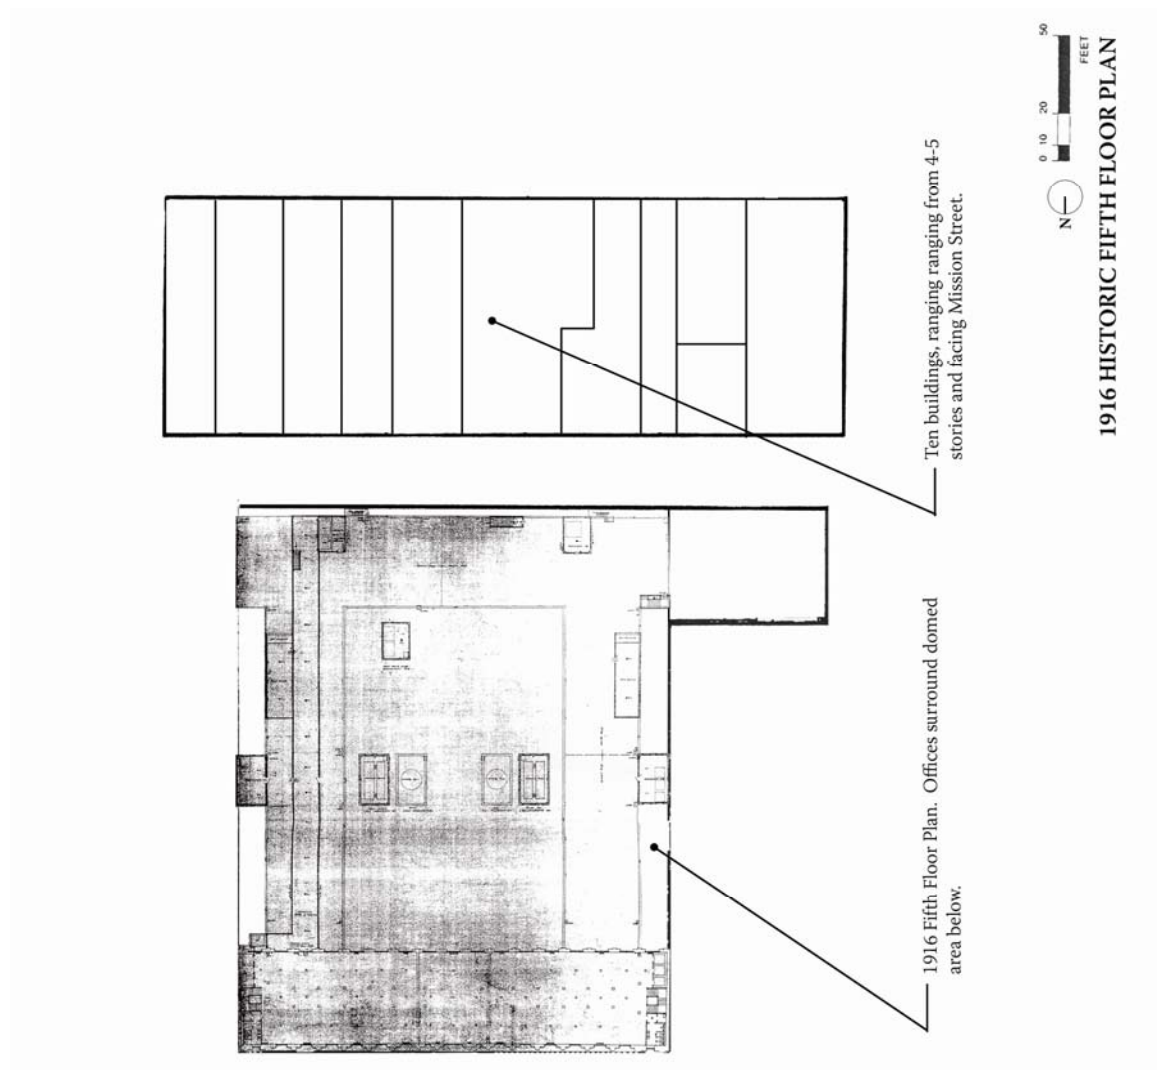 1916 HISTORIC FIFTH FLOOR PLAN
N
0 10 20 50
FEET
Ten buildings, ranging ranging from 4-5
stories and facing Mission Street.
1916 Fifth Floor Plan. Offices surround domed
area below.